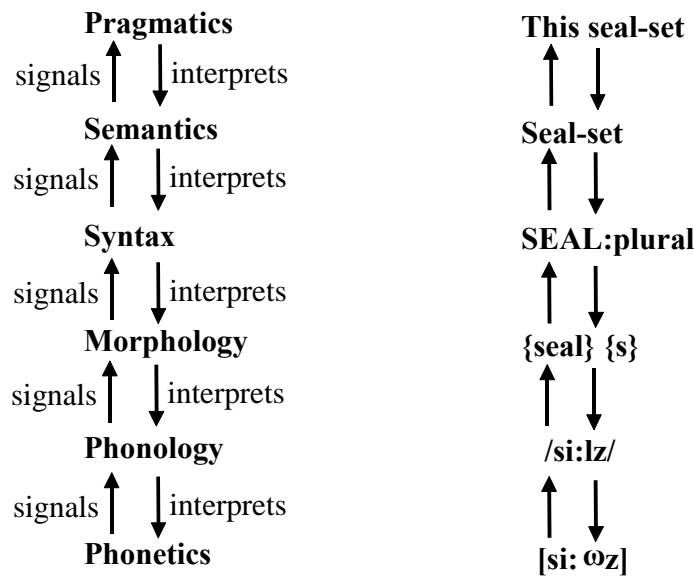 Pragmatics This seal-set
signals interprets
Semantics Seal-set
signals interprets
Syntax SEAL:plural
signals interprets
Morphology {seal} {s}
signals interprets
Phonology /si:lz/
signals interprets
Phonetics [si: ωz]